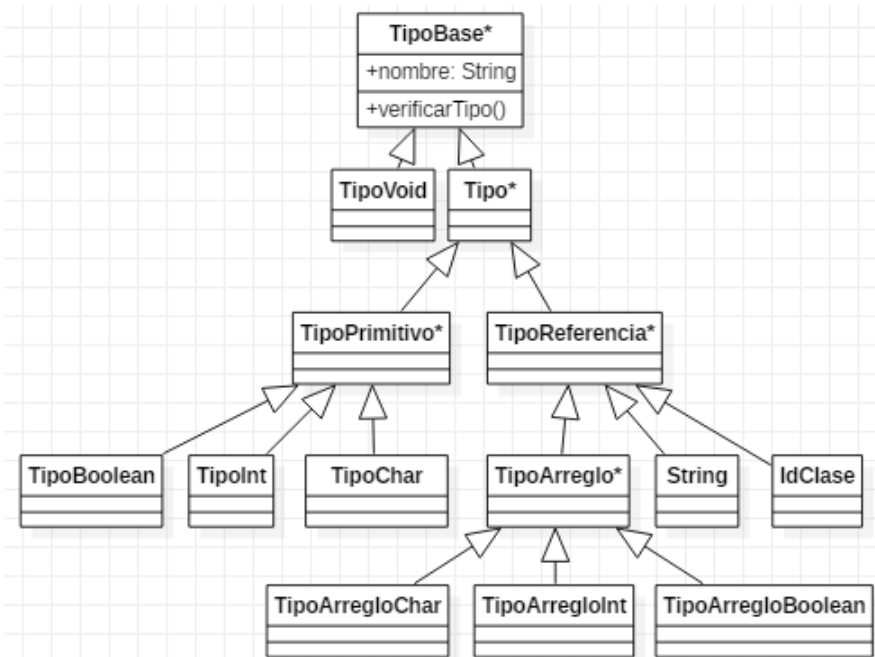 TipoBase*
+nombre: String
+verificarTipo()
TipoVoid
Tipo*
TipoPrimitivo*
TipoReferencia*
TipoBoolean
TipoInt
TipoChar
TipoArreglo*
String
IdClase
TipoArregloChar
TipoArregloInt
TipoArregloBoolean